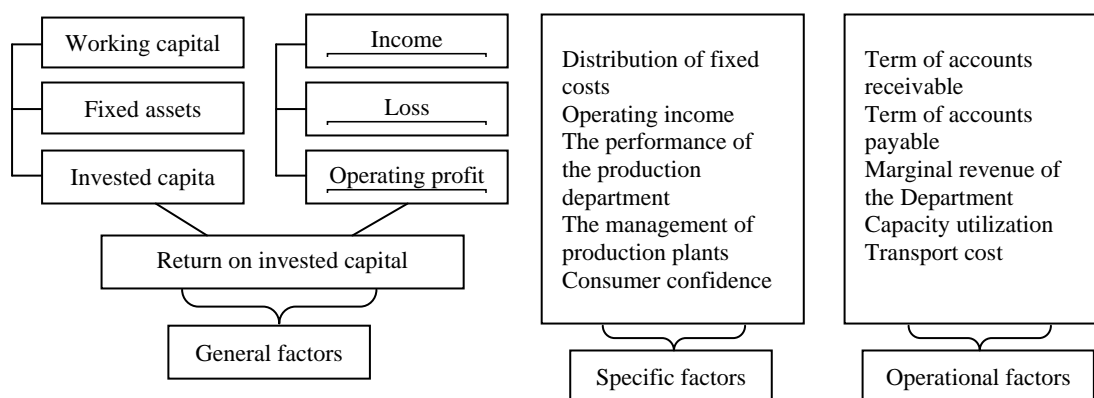 Working capital
Fixed assets
Invested capita
Income
Loss
Operating profit
Return on invested capital
General factors
Distribution of fixed
costs
Operating income
The performance of
the production
department
The management of
production plants
Consumer confidence
Specific factors
Term of accounts
receivable
Term of accounts
payable
Marginal revenue of
the Department
Capacity utilization
Transport cost
Operational factors